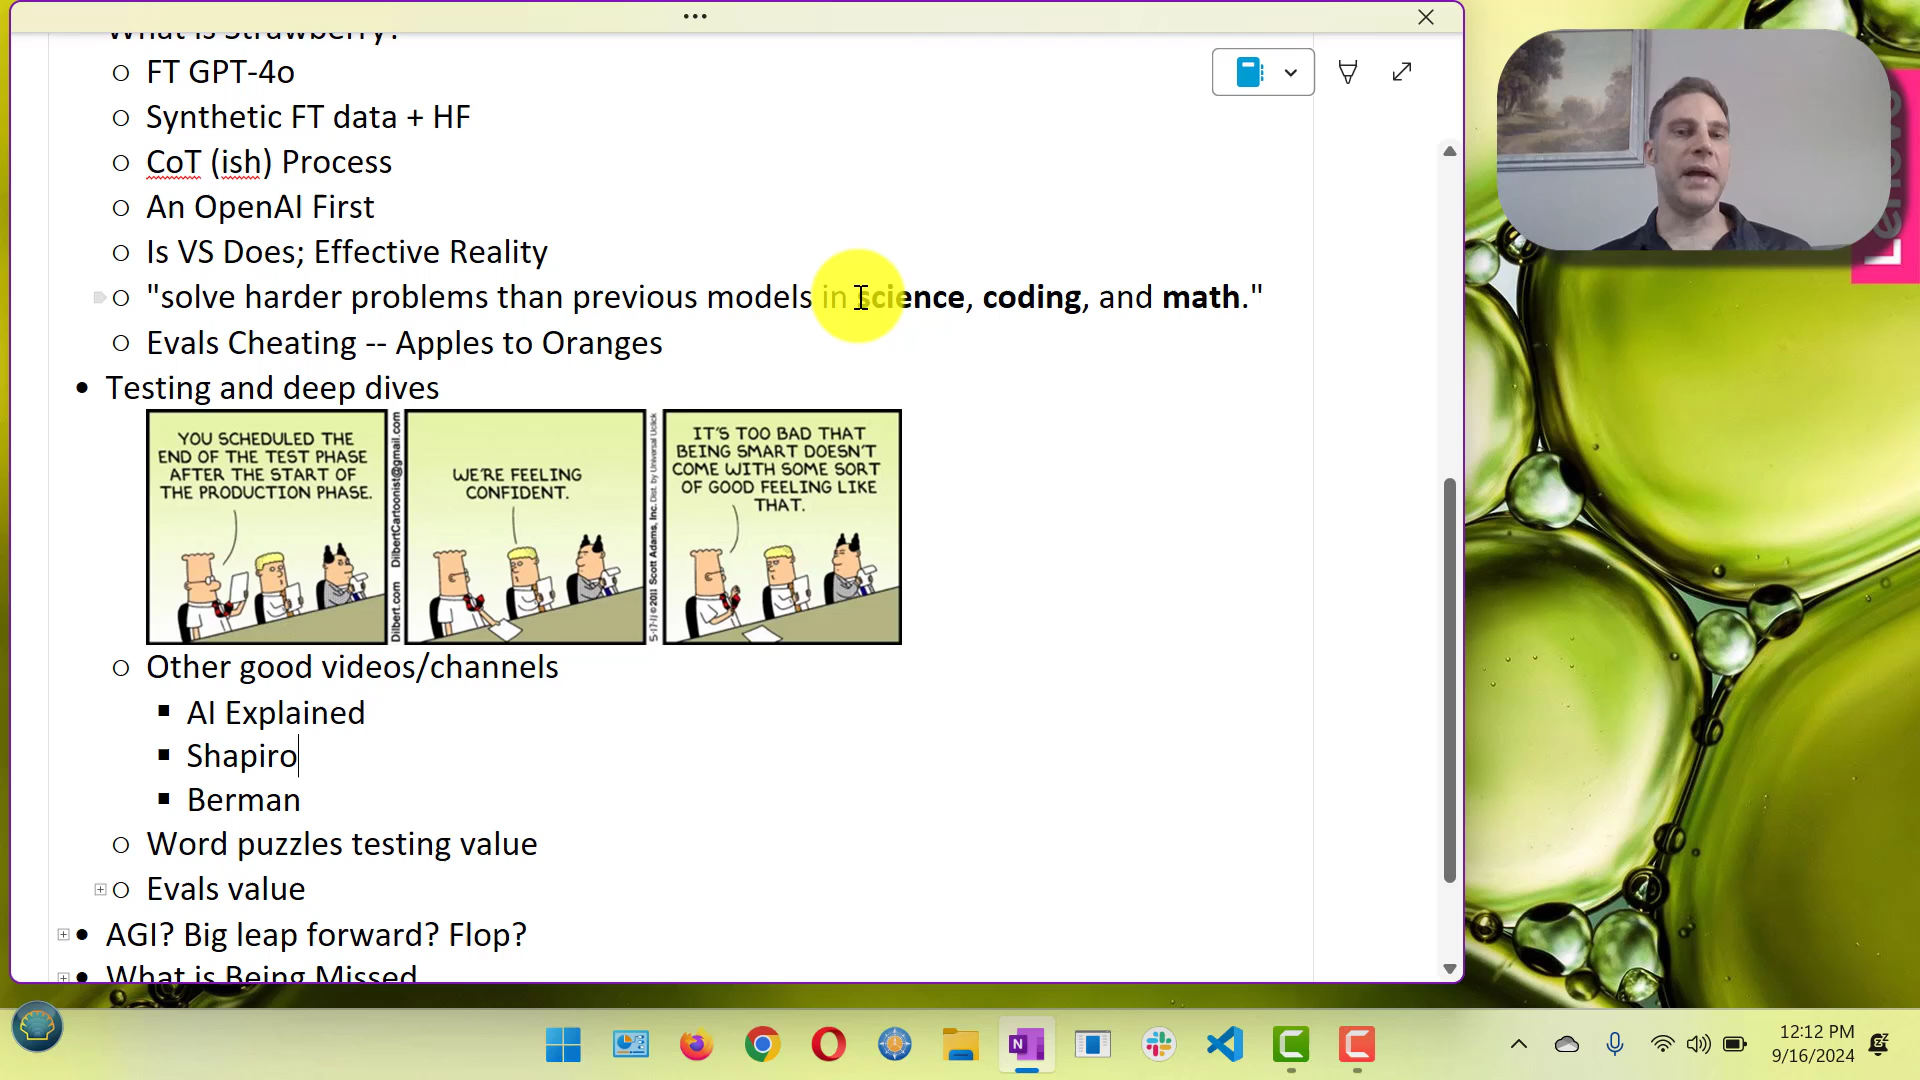 What is Strawberry?
FT GPT-4o
Synthetic FT data + HF
CoT (ish) Process
An OpenAI First
Is VS Does; Effective Reality
"solve harder problems than previous models in science, coding, and math."
Evals Cheating -- Apples to Oranges
Testing and deep dives
YOU SCHEDULED THE
END OF THE TEST PHASE
AFTER THE START OF
THE PRODUCTION PHASE.
Dilbert.com DilbertCartoonist@gmail.com
WE'RE FEELING
CONFIDENT.
5-17-11 ©2011 Scott Adams, Inc. Dist. by Universal Uclick
IT'S TOO BAD THAT
BEING SMART DOESN'T
COME WITH SOME SORT
OF GOOD FEELING LIKE
THAT.
Other good videos/channels
AI Explained
Shapiro
Berman
Word puzzles testing value
Evals value
AGI? Big leap forward? Flop?
What is Being Missed
Lenovo
12:12 PM
9/16/2024